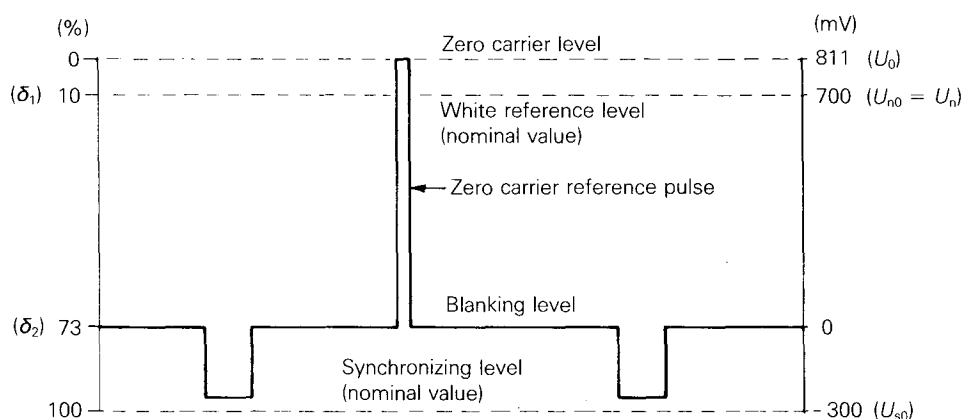 (%)
(mV)
Zero carrier level
0
811 (U₀)
(δ₁) 10
700 (Uₙ₀ = Uₙ)
White reference level
(nominal value)
Zero carrier reference pulse
Blanking level
(δ₂) 73
0
Synchronizing level
(nominal value)
100
-300 (Uₛ₀)